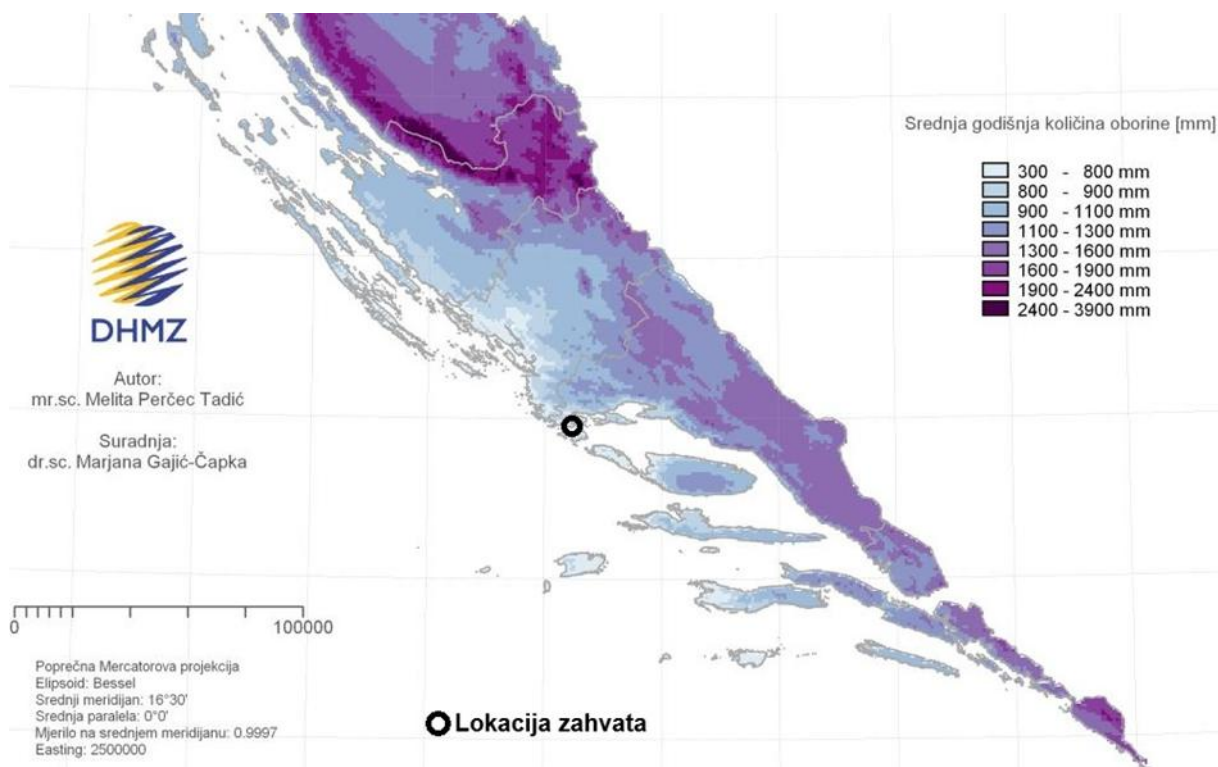 Srednja godišnja količina oborine [mm]
300 - 800 mm
800 - 900 mm
900 - 1100 mm
1100 - 1300 mm
1300 - 1600 mm
1600 - 1900 mm
1900 - 2400 mm
2400 - 3900 mm
DHMZ
Autor:
mr.sc. Melita Perčec Tadić
Suradnja:
dr.sc. Marjana Gajić-Čapka
0 100000
Poprečna Mercatorova projekcija
Elipsoid: Bessel
Srednji meridijan: 16°30'
Srednja paralela: 0°0'
Mjerilo na srednjem meridijanu: 0.9997
Easting: 2500000
Lokacija zahvata